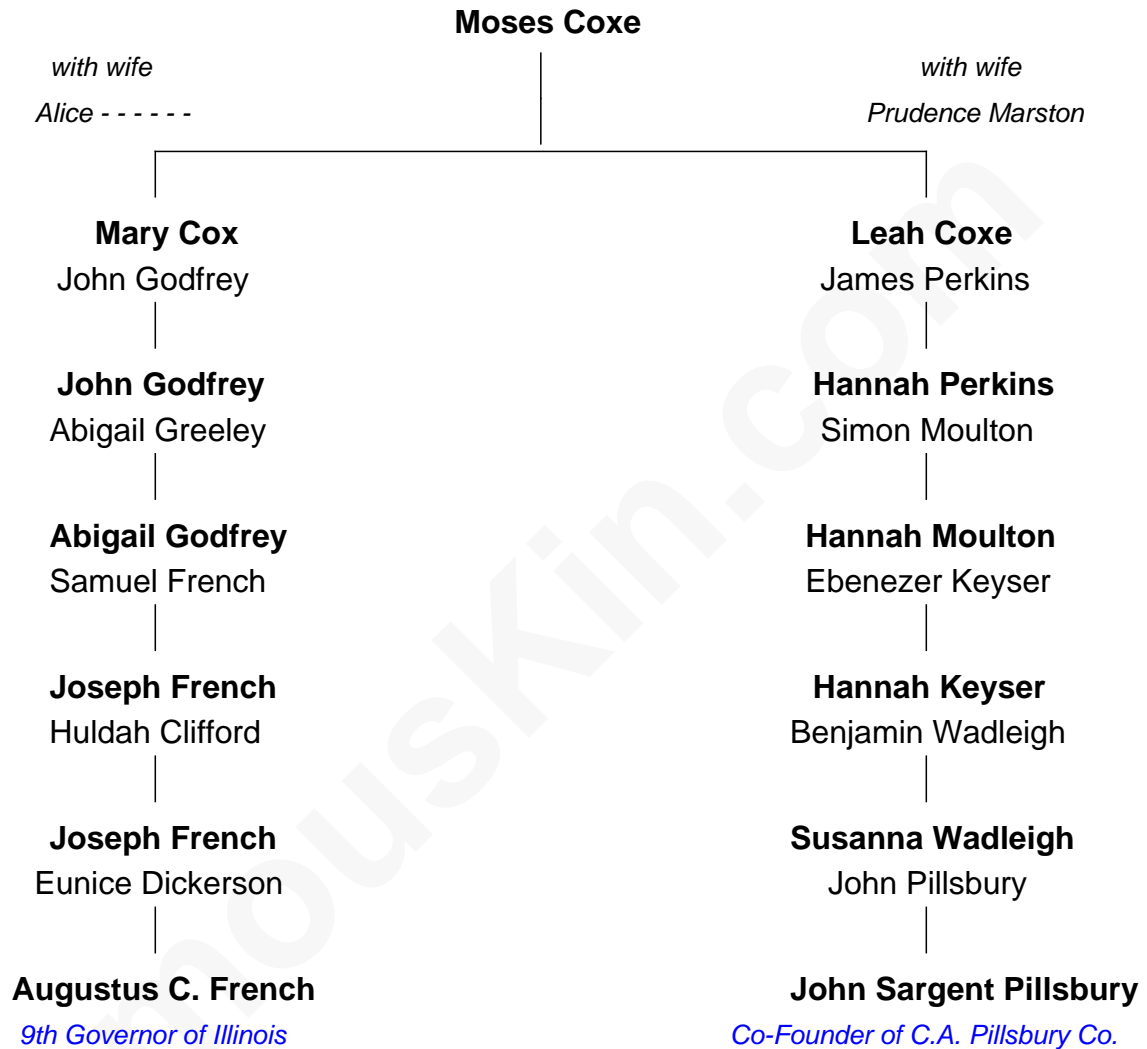 Moses Coxe
with wife
Alice - - - - - -
with wife
Prudence Marston
Mary Cox
John Godfrey
Leah Coxe
James Perkins
John Godfrey
Abigail Greeley
Hannah Perkins
Simon Moulton
Abigail Godfrey
Samuel French
Hannah Moulton
Ebenezer Keyser
Joseph French
Huldah Clifford
Hannah Keyser
Benjamin Wadleigh
Joseph French
Eunice Dickerson
Susanna Wadleigh
John Pillsbury
Augustus C. French
9th Governor of Illinois
John Sargent Pillsbury
Co-Founder of C.A. Pillsbury Co.
mouskin.com